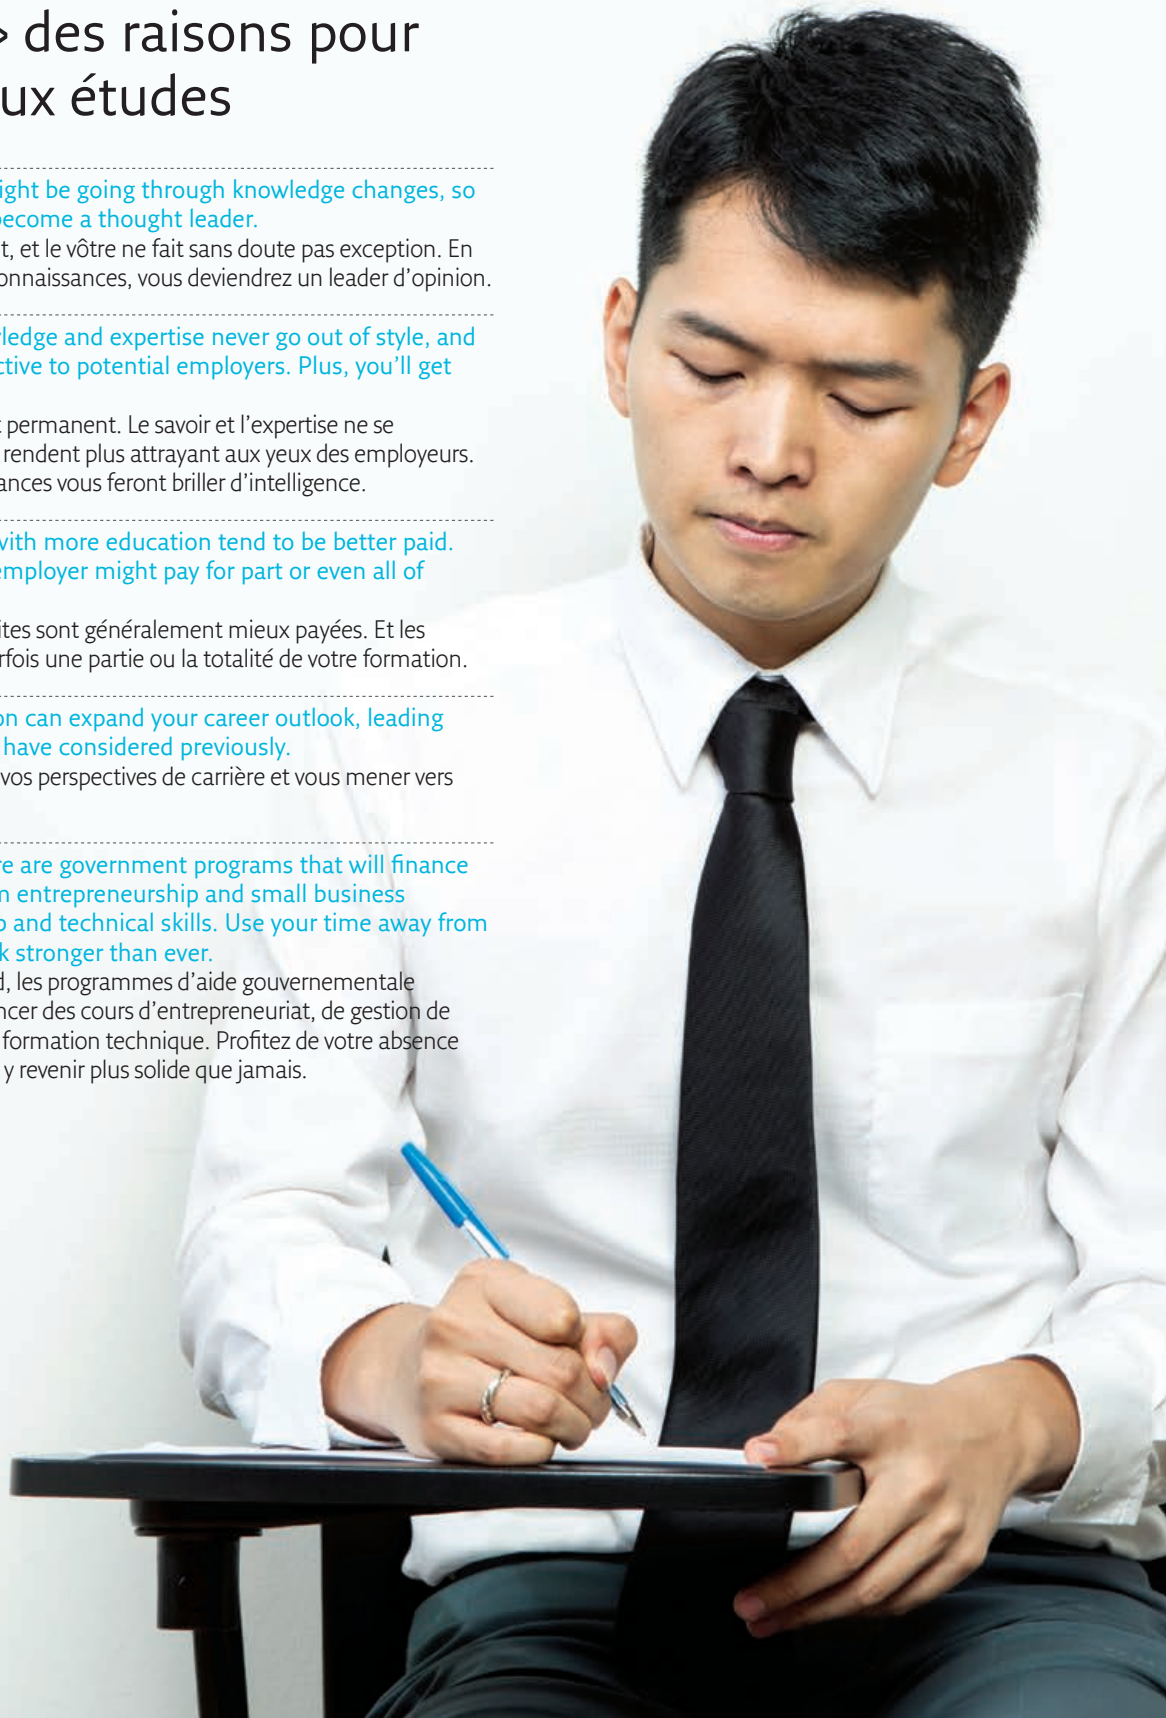 > des raisons pour
ux études
ight be going through knowledge changes, so
become a thought leader.
t, et le vôtre ne fait sans doute pas exception. En
onnaissances, vous deviendrez un leader d’opinion.
ledge and expertise never go out of style, and
ctive to potential employers. Plus, you’ll get
permanent. Le savoir et l’expertise ne se
rendent plus attrayant aux yeux des employeurs.
ances vous feront briller d’intelligence.
with more education tend to be better paid.
employer might pay for part or even all of
ites sont généralement mieux payées. Et les
rfois une partie ou la totalité de votre formation.
on can expand your career outlook, leading
have considered previously.
vos perspectives de carrière et vous mener vers
re are government programs that will finance
m entrepreneurship and small business
p and technical skills. Use your time away from
k stronger than ever.
d, les programmes d’aide gouvernementale
ncer des cours d’entrepreneuriat, de gestion de
formation technique. Profitez de votre absence
y revenir plus solide que jamais.